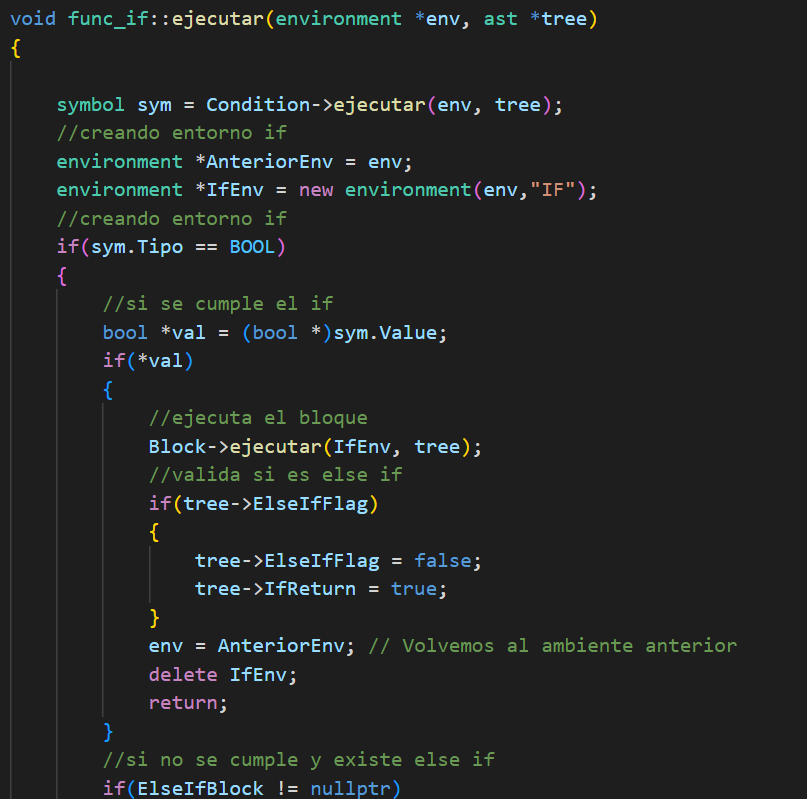 void func_if::ejecutar(environment *env, ast *tree)
{
symbol sym = Condition->ejecutar(env, tree);
//creando entorno if
environment *AnteriorEnv = env;
environment *IfEnv = new environment(env,"IF");
//creando entorno if
if(sym.Tipo == BOOL)
{
//si se cumple el if
bool *val = (bool *)sym.Value;
if(*val)
{
//ejecuta el bloque
Block->ejecutar(IfEnv, tree);
//valida si es else if
if(tree->ElseIfFlag)
{
tree->ElseIfFlag = false;
tree->IfReturn = true;
}
env = AnteriorEnv; // Volvemos al ambiente anterior
delete IfEnv;
return;
}
//si no se cumple y existe else if
if(ElseIfBlock != nullptr)